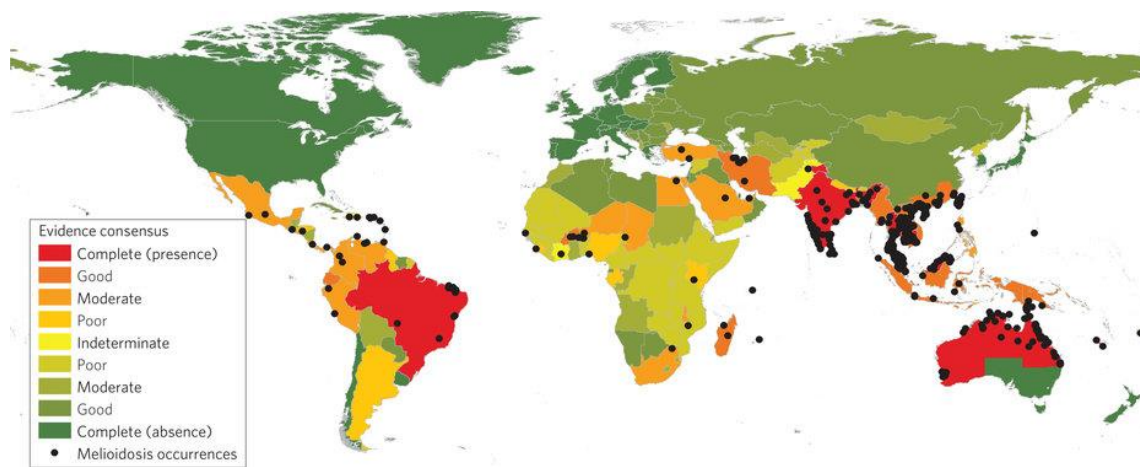 Evidence consensus
Complete (presence)
Good
Moderate
Poor
Indeterminate
Poor
Moderate
Good
Complete (absence)
Melioidosis occurrences